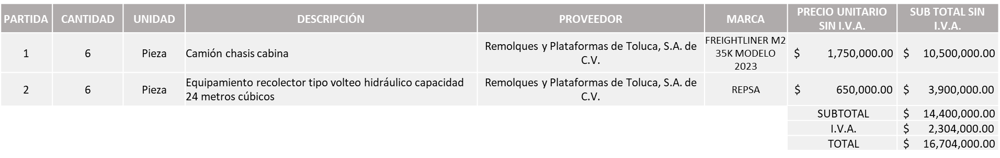 PARTIDA CANTIDAD UNIDAD DESCRIPCIÓN PROVEEDOR MARCA PRECIO UNITARIO SIN I.V.A. SUB TOTAL SIN I.V.A.
1 6 Pieza Camión chasis cabina Remolques y Plataformas de Toluca, S.A. de C.V. FREIGHTLINER M2 35K MODELO 2023 $ 1,750,000.00 $ 10,500,000.00
2 6 Pieza Equipamiento recolector tipo volteo hidráulico capacidad 24 metros cúbicos Remolques y Plataformas de Toluca, S.A. de C.V. REPSA $ 650,000.00 $ 3,900,000.00
SUBTOTAL $ 14,400,000.00
I.V.A. $ 2,304,000.00
TOTAL $ 16,704,000.00